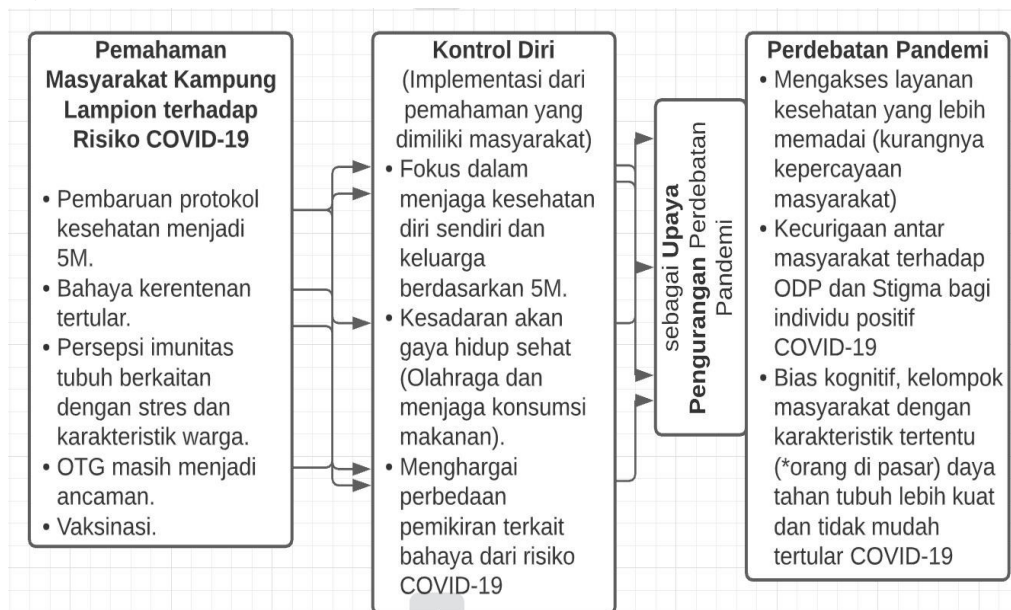 Pemahaman
Masyarakat Kampung
Lampion terhadap
Risiko COVID-19
• Pembaruan protokol
kesehatan menjadi
5M.
• Bahaya kerentenan
tertular.
• Persepsi imunitas
tubuh berkaitan
dengan stres dan
karakteristik warga.
• OTG masih menjadi
ancaman.
• Vaksinasi.
Kontrol Diri
(Implementasi dari
pemahaman yang
dimiliki masyarakat)
• Fokus dalam
menjaga kesehatan
diri sendiri dan
keluarga
berdasarkan 5M.
• Kesadaran akan
gaya hidup sehat
(Olahraga dan
menjaga konsumsi
makanan).
• Menghargai
perbedaan
pemikiran terkait
bahaya dari risiko
COVID-19
sebagai Upaya
Pengurangan Perdebatan
Pandemi
Perdebatan Pandemi
• Mengakses layanan
kesehatan yang lebih
memadai (kurangnya
kepercayaan
masyarakat)
• Kecurigaan antar
masyarakat terhadap
ODP dan Stigma bagi
individu positif
COVID-19
• Bias kognitif, kelompok
masyarakat dengan
karakteristik tertentu
(*orang di pasar) daya
tahan tubuh lebih kuat
dan tidak mudah
tertular COVID-19